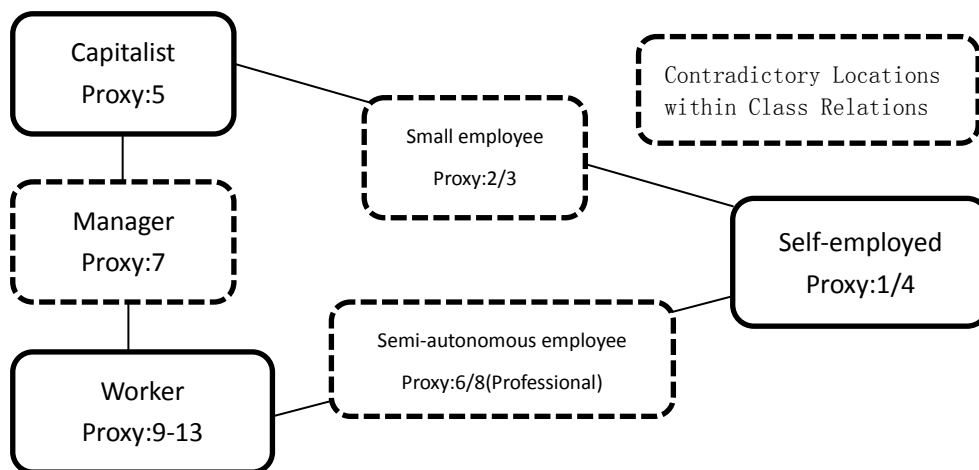 Capitalist
Proxy:5
Contradictory Locations
within Class Relations
Small employee
Proxy:2/3
Manager
Proxy:7
Self-employed
Proxy:1/4
Semi-autonomous employee
Proxy:6/8(Professional)
Worker
Proxy:9-13